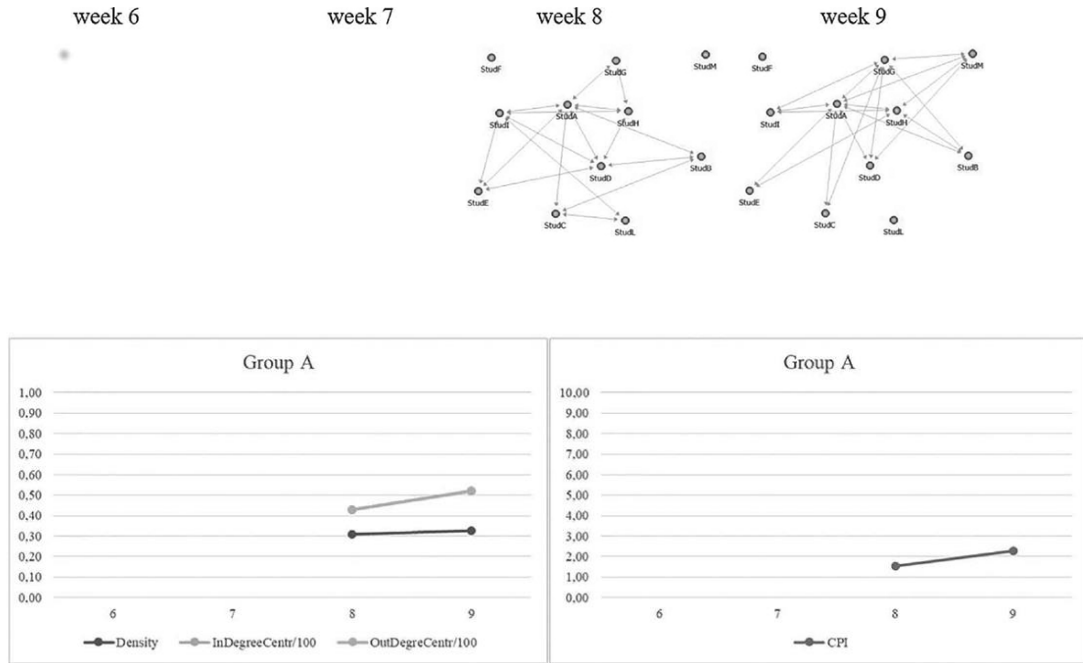 week 6 week 7 week 8 week 9
StudF StudG StudM StudF StudG StudM
StudI StudA StudH StudI StudA StudH
StudD StudB StudD StudB
StudE StudE
StudC StudL StudC StudL
Group A
1,00
0,90
0,80
0,70
0,60
0,50
0,40
0,30
0,20
0,10
0,00
6 7 8 9
Density InDegreeCentr/100 OutDegreCentr/100
Group A
10,00
9,00
8,00
7,00
6,00
5,00
4,00
3,00
2,00
1,00
0,00
6 7 8 9
CPI